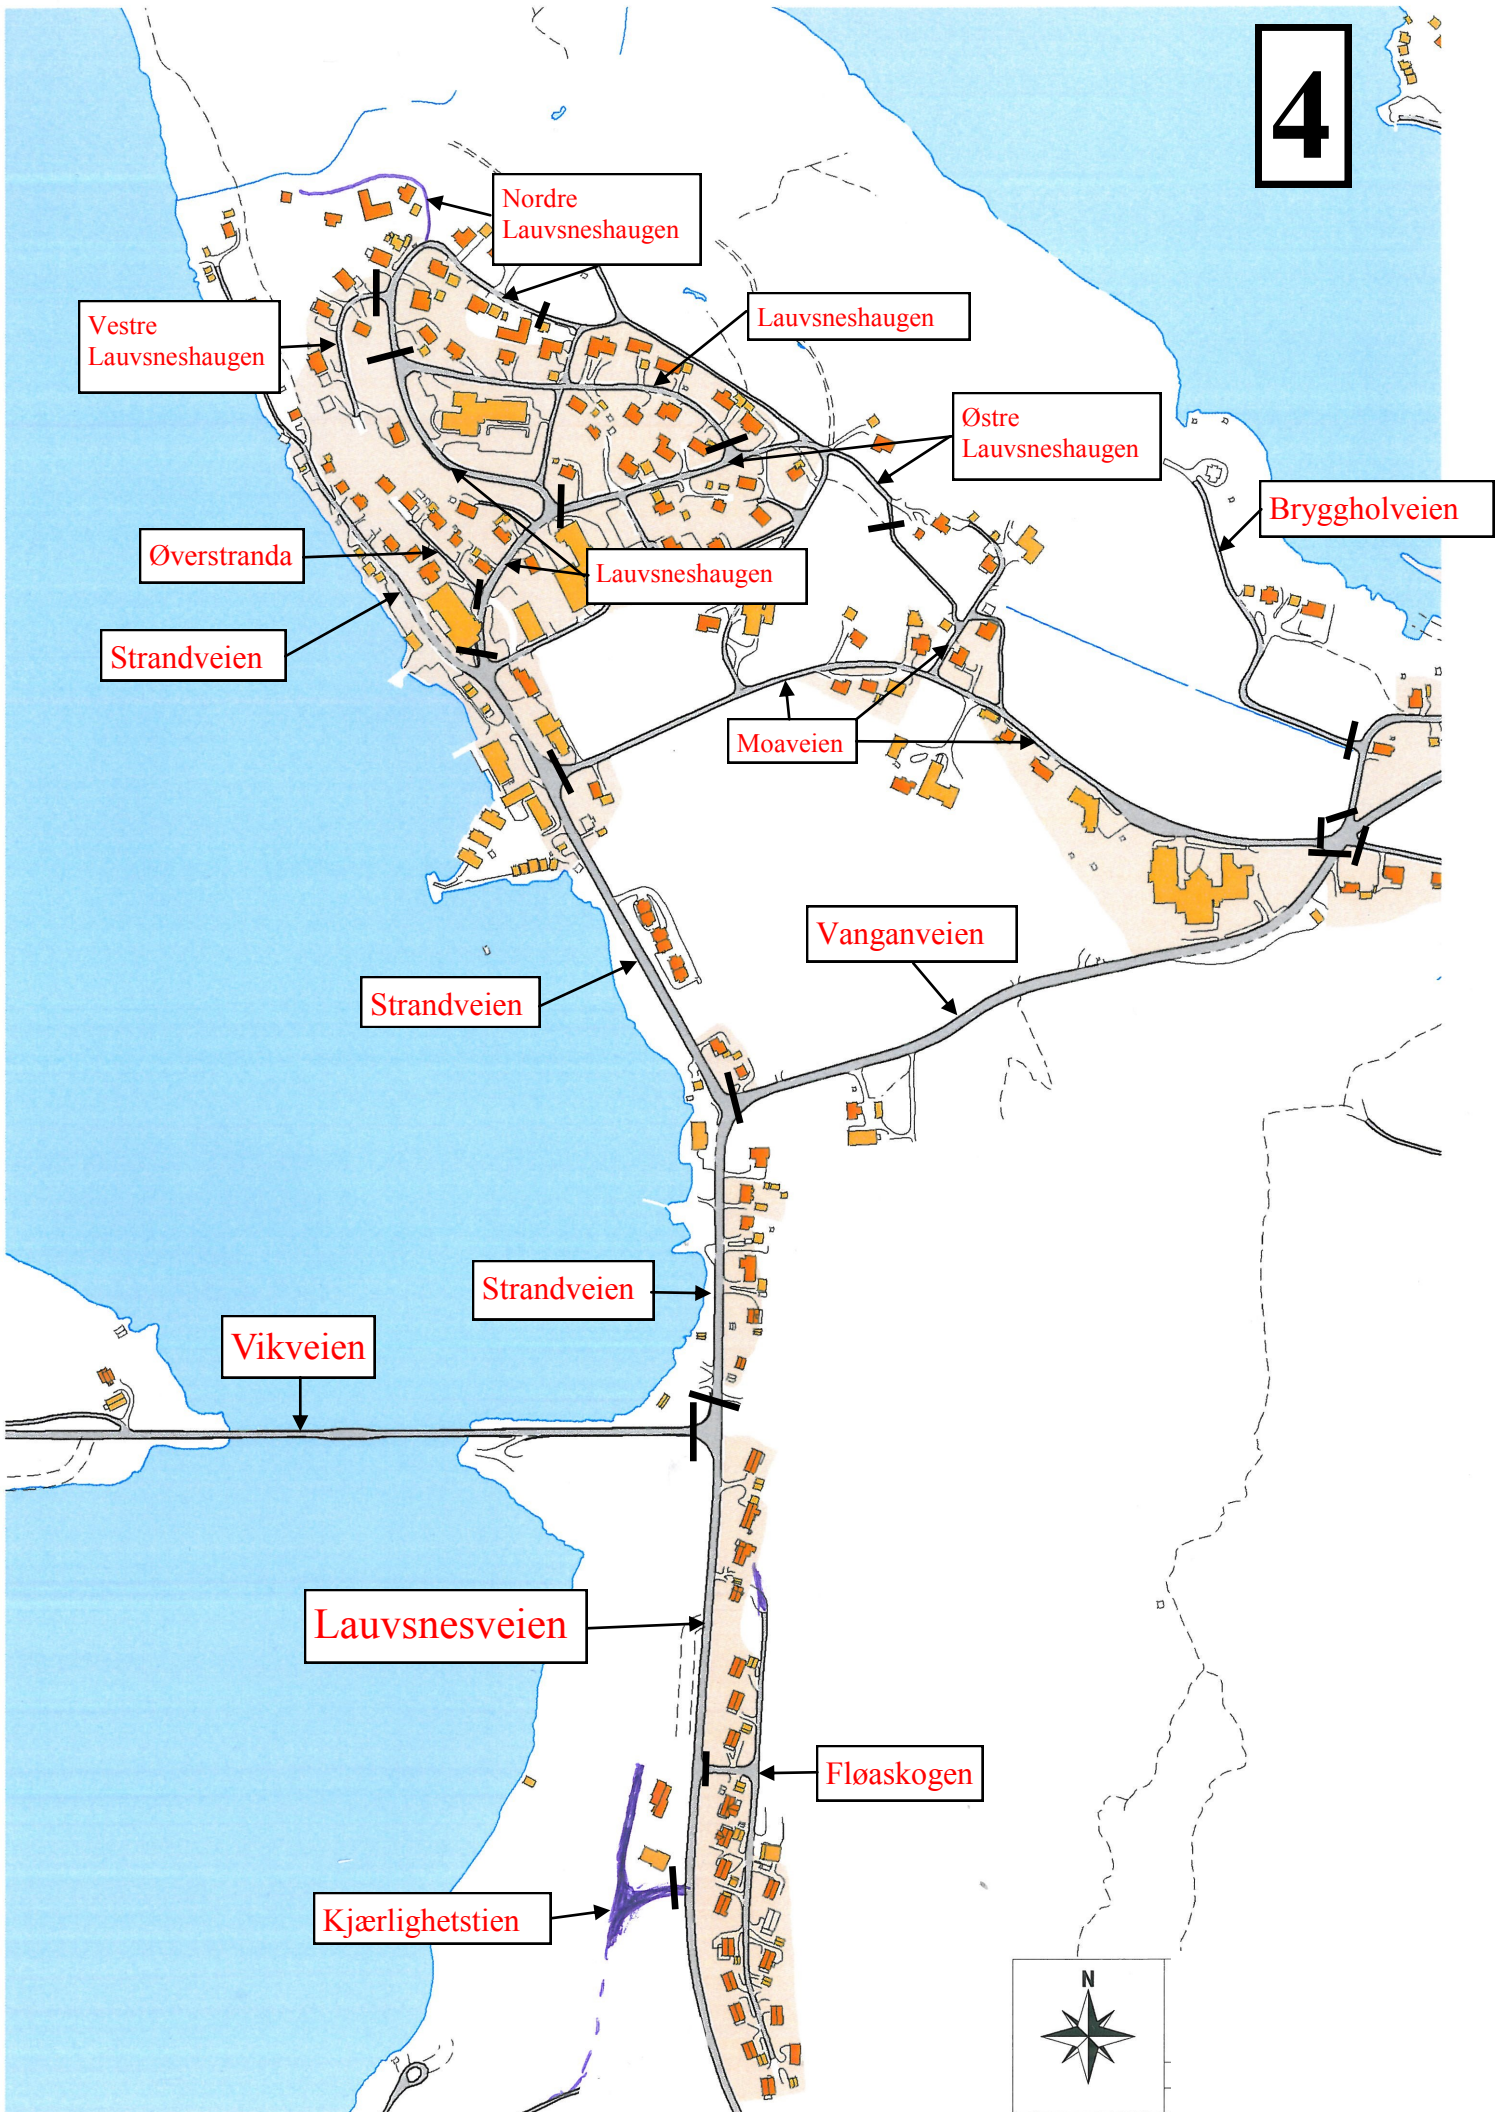 4
Nordre
Lauvsneshaugen
Vestre
Lauvsneshaugen
Lauvsneshaugen
Østre
Lauvsneshaugen
Bryggholveien
Øverstranda
Lauvsneshaugen
Strandveien
Moaveien
Vanganveien
Strandveien
Strandveien
Vikveien
Lauvsnesveien
Fløaskogen
Kjærlighetstien
N